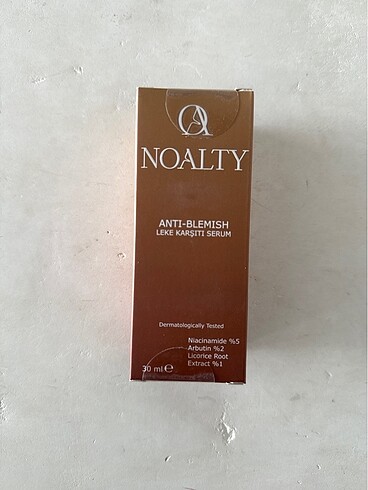 NOALTY
ANTI-BLEMISH
LEKE KARŞITI SERUM
Dermatologically Tested
Niacinamide %5
Arbutin %2
Licorice Root
Extract %1
30 ml ℮